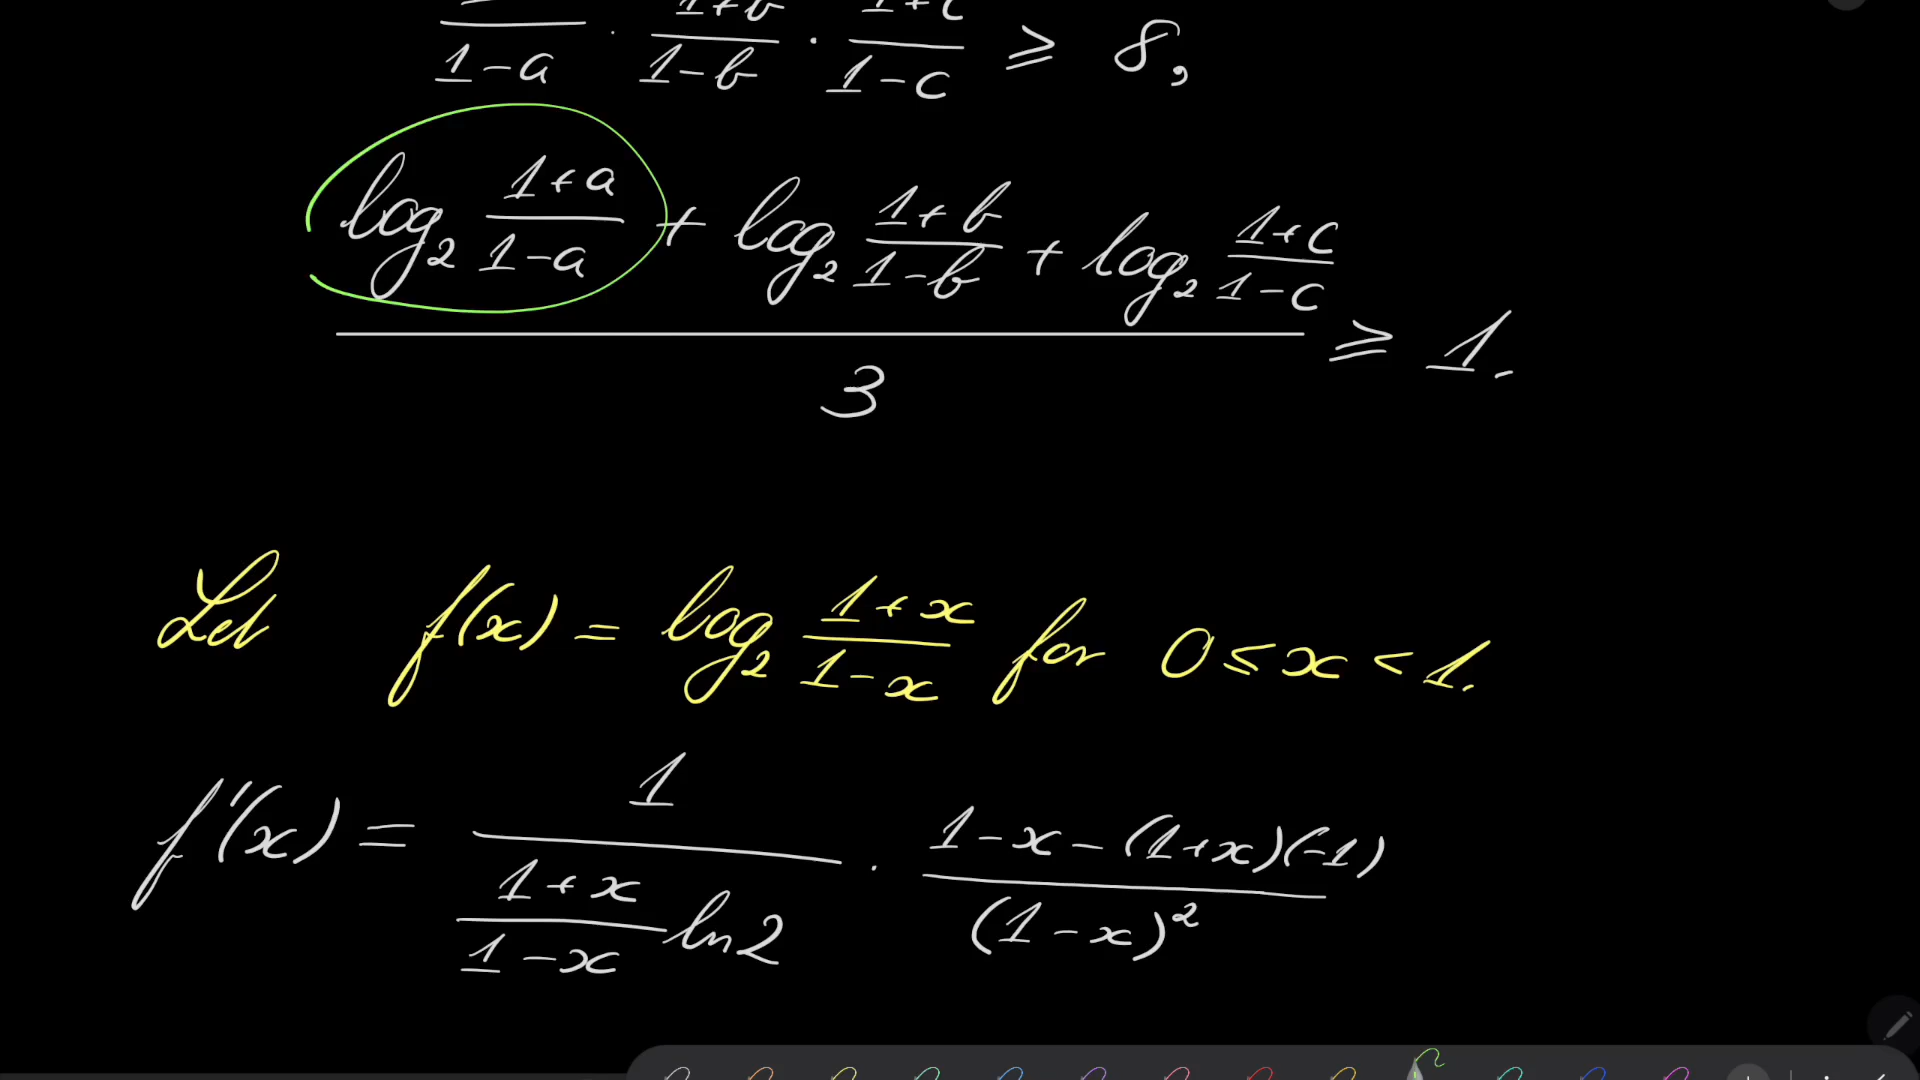 1-a · 1+b/1-b · 1+c/1-c ≥ 8,
log₂ 1+a/1-a + log₂ 1+b/1-b + log₂ 1+c/1-c
3
≥ 1.
Let f(x) = log₂ 1+x/1-x for 0 ≤ x < 1.
f'(x) = 1/(1+x/1-x ln2) · 1-x-(1+x)(-1)/(1-x)²